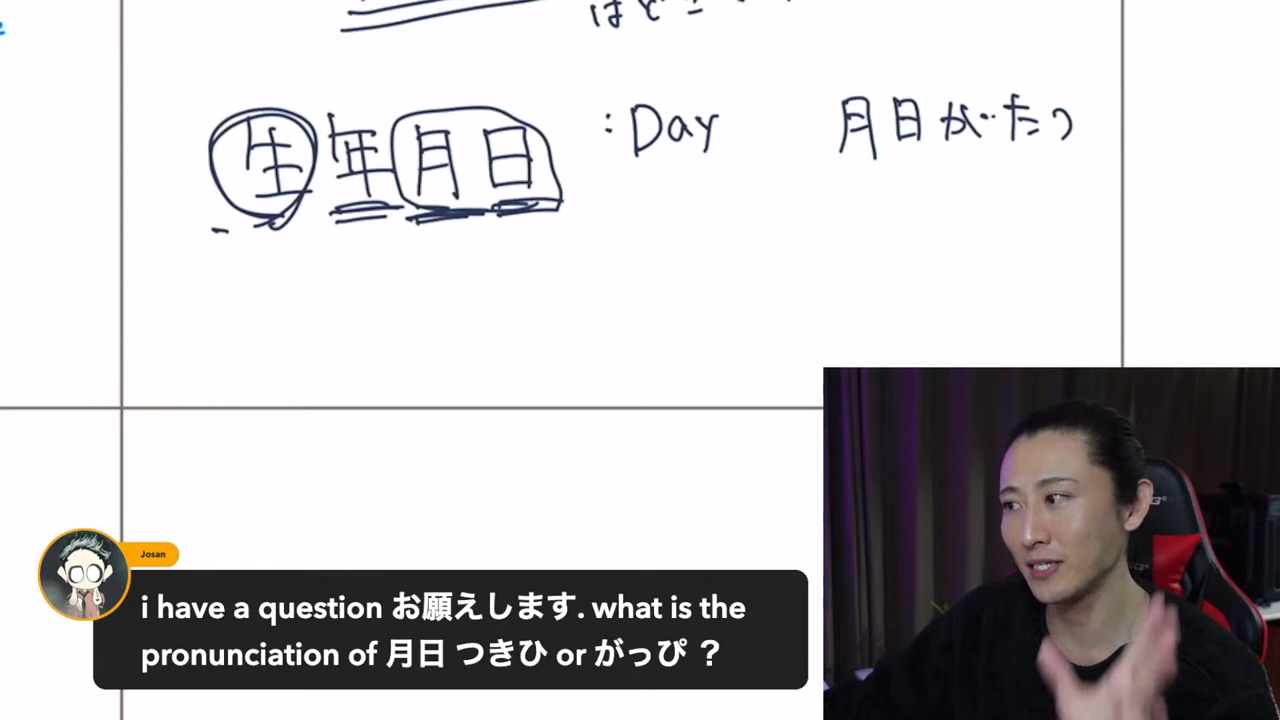 生年月日 : Day 月日がたつ
Josan
i have a question お願えします. what is the
pronunciation of 月日 つきひ or がっぴ ？